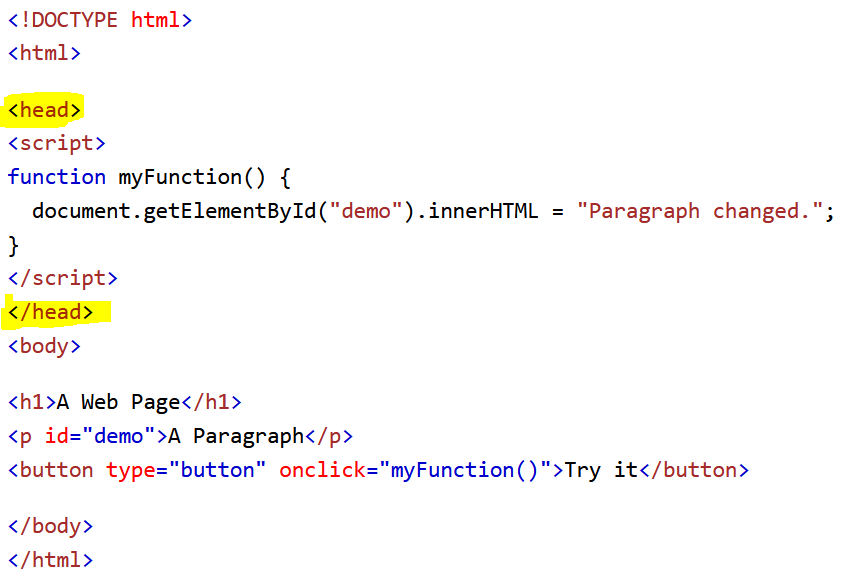 <!DOCTYPE html>
<html>
<head>
<script>
function myFunction() {
  document.getElementById("demo").innerHTML = "Paragraph changed.";
}
</script>
</head>
<body>
<h1>A Web Page</h1>
<p id="demo">A Paragraph</p>
<button type="button" onclick="myFunction()">Try it</button>
</body>
</html>